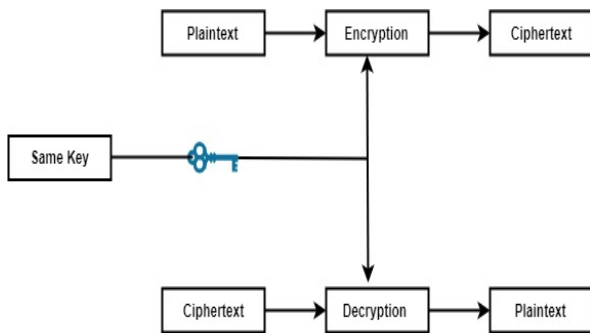 Plaintext
Encryption
Ciphertext
Same Key
Ciphertext
Decryption
Plaintext